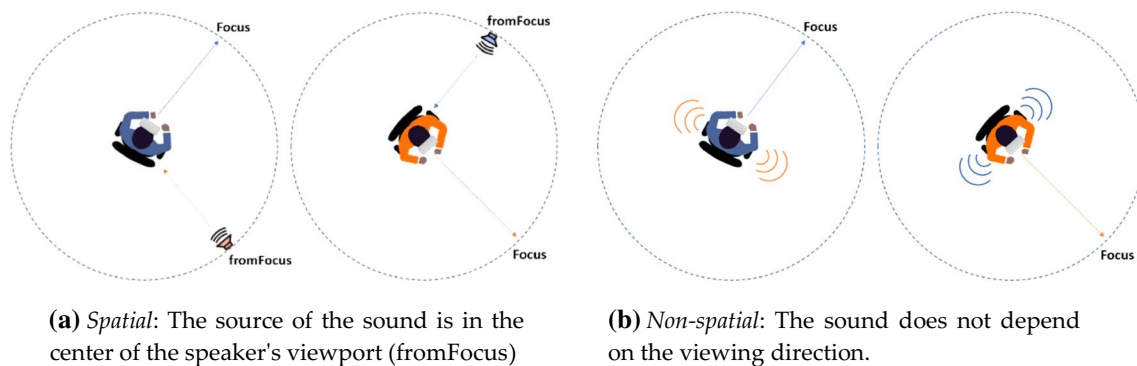 Focus
fromFocus
fromFocus
Focus
Focus
Focus
(a) Spatial: The source of the sound is in the
center of the speaker's viewport (fromFocus)
(b) Non-spatial: The sound does not depend
on the viewing direction.